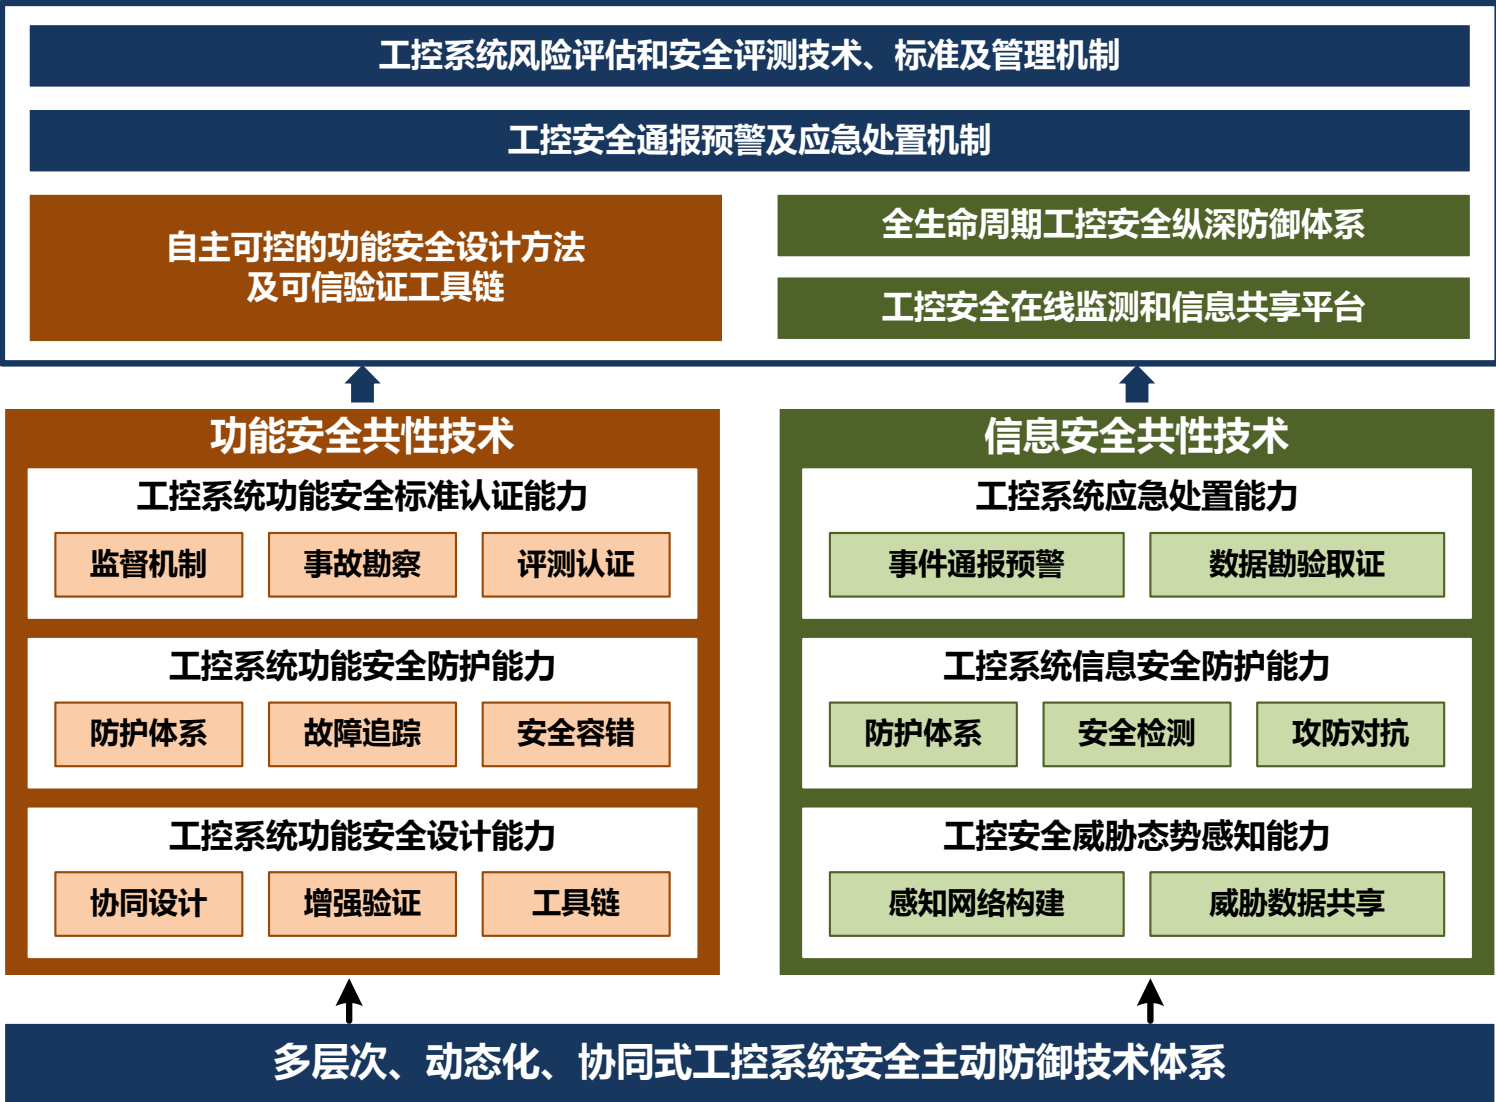 工控系统风险评估和安全评测技术、标准及管理机制
工控安全通报预警及应急处置机制
自主可控的功能安全设计方法
及可信验证工具链
全生命周期工控安全纵深防御体系
工控安全在线监测和信息共享平台
功能安全共性技术
工控系统功能安全标准认证能力
监督机制
事故勘察
评测认证
工控系统功能安全防护能力
防护体系
故障追踪
安全容错
工控系统功能安全设计能力
协同设计
增强验证
工具链
信息安全共性技术
工控系统应急处置能力
事件通报预警
数据勘验取证
工控系统信息安全防护能力
防护体系
安全检测
攻防对抗
工控安全威胁态势感知能力
感知网络构建
威胁数据共享
多层次、动态化、协同式工控系统安全主动防御技术体系